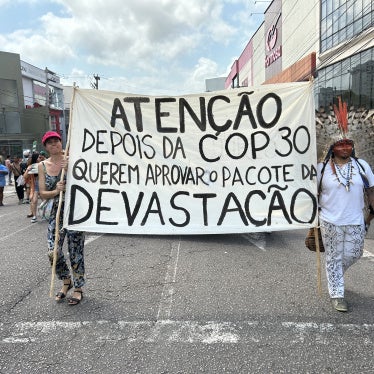 ATENÇÃO
DEPOIS DA COP 30
QUEREM APROVAR O PACOTE DA
DEVASTAÇÃO